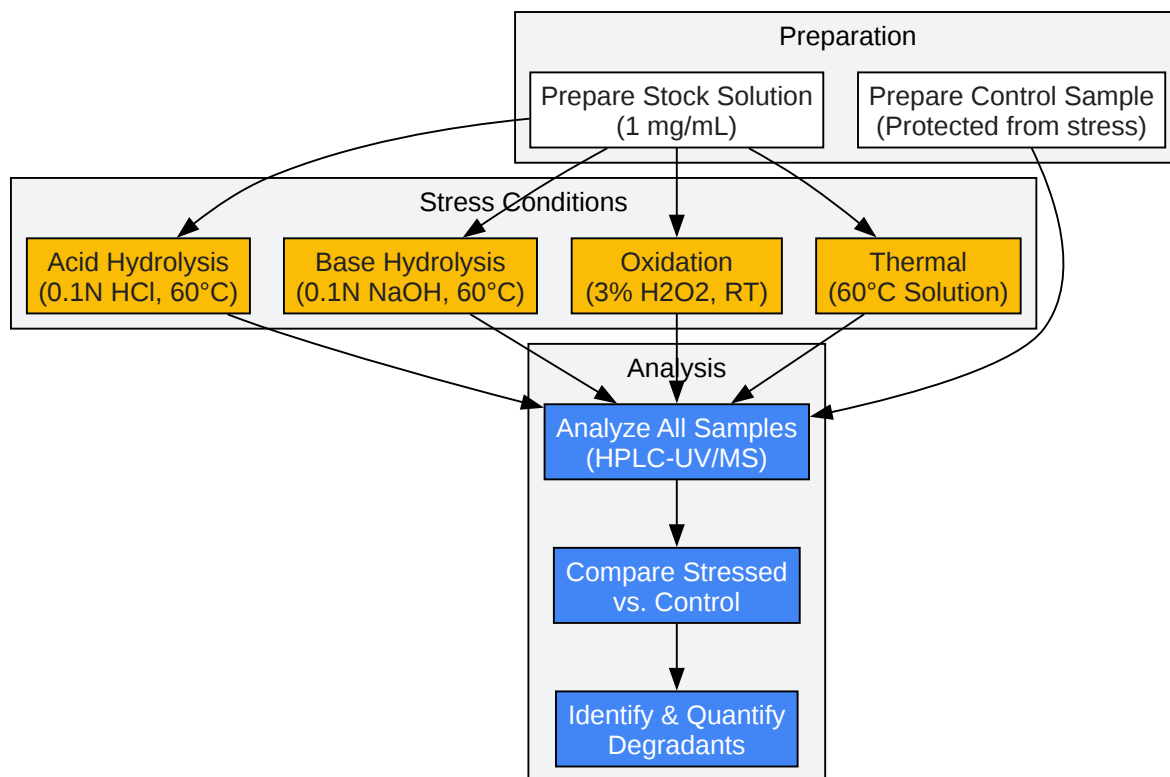 Preparation
Prepare Stock Solution
(1 mg/mL)
Prepare Control Sample
(Protected from stress)
Stress Conditions
Acid Hydrolysis
(0.1N HCl, 60°C)
Base Hydrolysis
(0.1N NaOH, 60°C)
Oxidation
(3% H2O2, RT)
Thermal
(60°C Solution)
Analysis
Analyze All Samples
(HPLC-UV/MS)
Compare Stressed
vs. Control
Identify & Quantify
Degradants